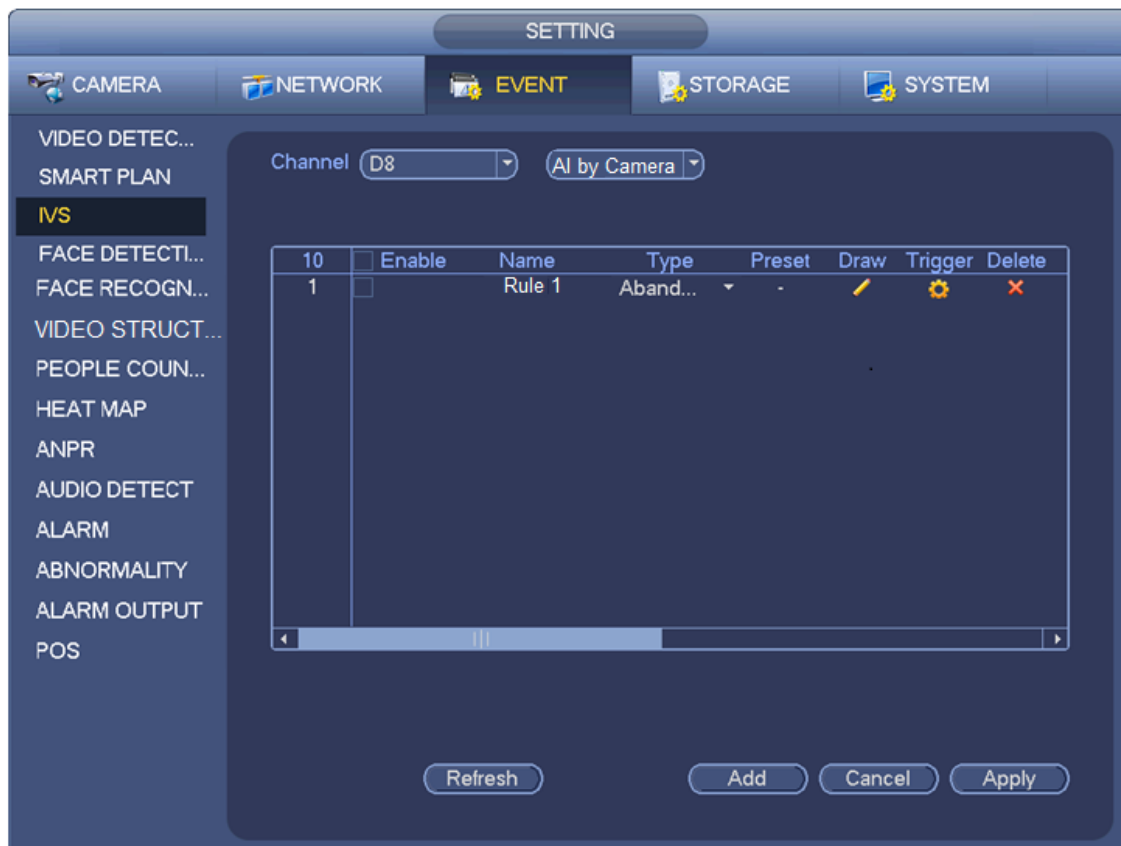 SETTING
CAMERA NETWORK EVENT STORAGE SYSTEM
VIDEO DETEC...
SMART PLAN
IVS
FACE DETECTI...
FACE RECOGN...
VIDEO STRUCT...
PEOPLE COUN...
HEAT MAP
ANPR
AUDIO DETECT
ALARM
ABNORMALITY
ALARM OUTPUT
POS
Channel D8 AI by Camera
10 Enable Name Type Preset Draw Trigger Delete
1 Rule 1 Aband... -
Refresh Add Cancel Apply